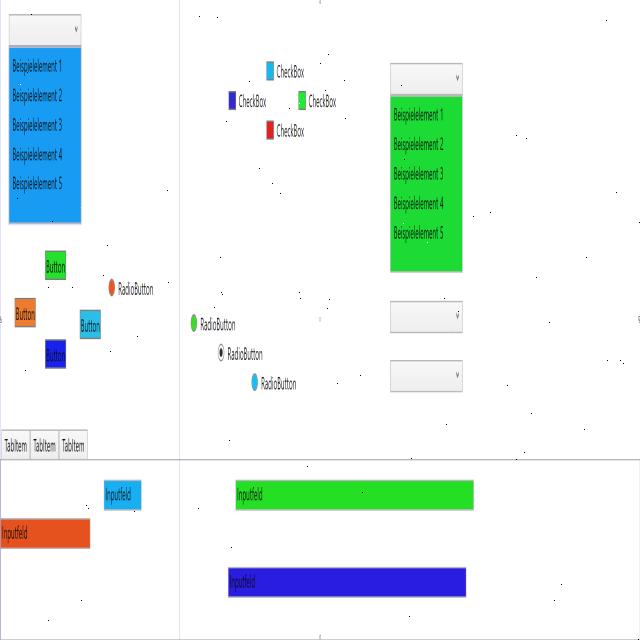 Beispielelement 1
Beispielelement 2
Beispielelement 3
Beispielelement 4
Beispielelement 5
CheckBox
CheckBox
CheckBox
CheckBox
Beispielelement 1
Beispielelement 2
Beispielelement 3
Beispielelement 4
Beispielelement 5
Button
Button
Button
Button
RadioButton
RadioButton
RadioButton
RadioButton
TabItem TabItem TabItem
Inputfeld
Inputfeld
Inputfeld
Inputfeld